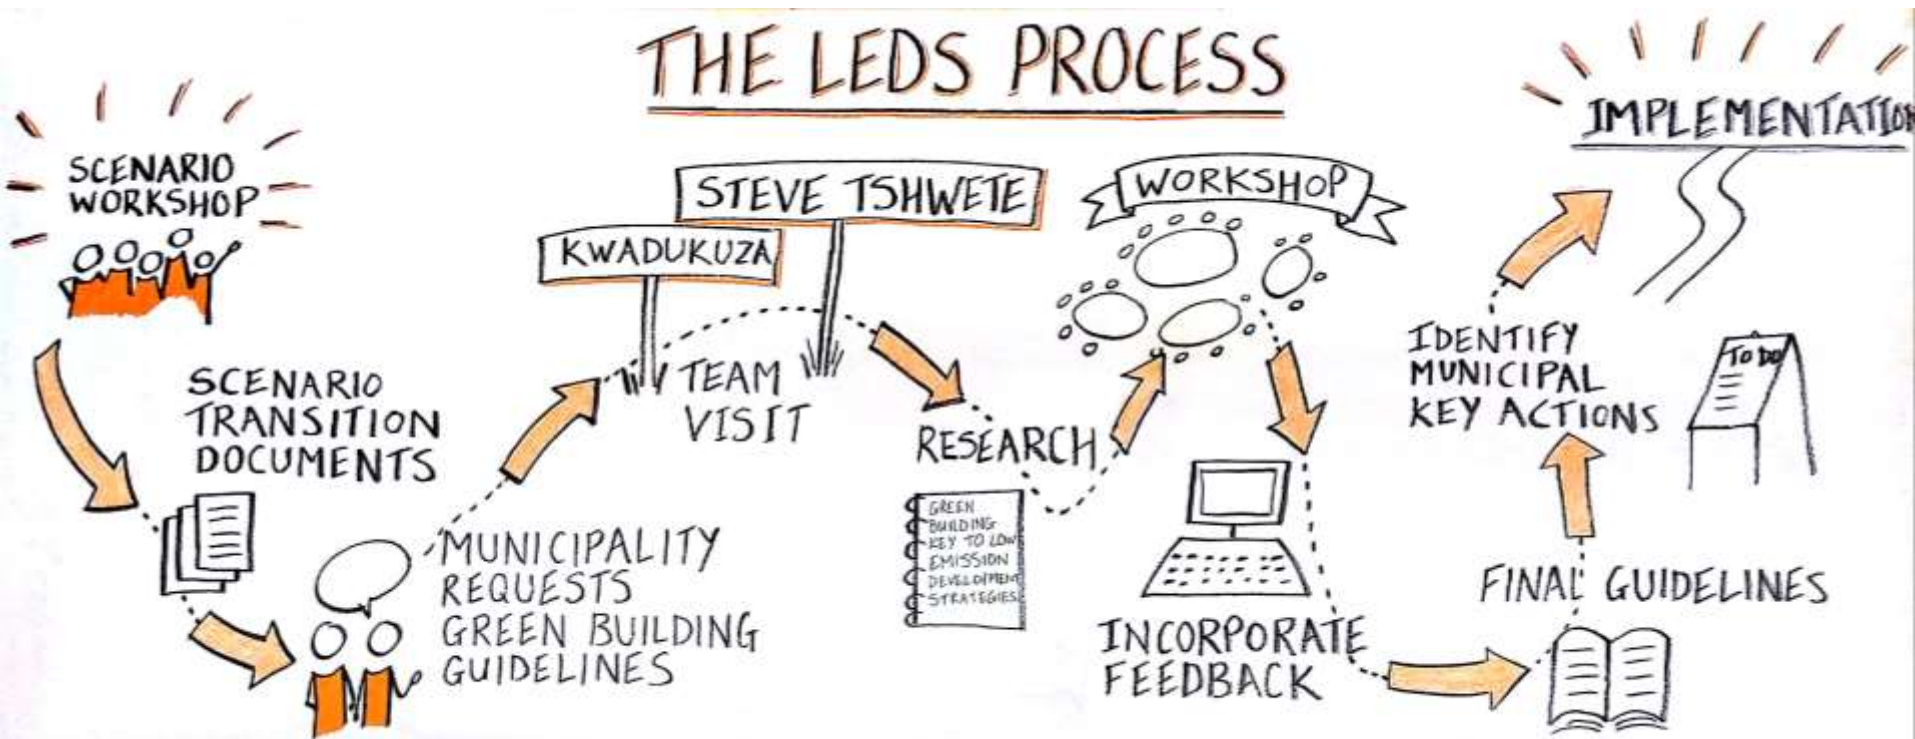 THE LEDS PROCESS
SCENARIO
WORKSHOP
SCENARIO
TRANSITION
DOCUMENTS
MUNICIPALITY
REQUESTS
GREEN BUILDING
GUIDELINES
KWADUKUZA
STEVE TSHWETE
TEAM
VISIT
RESEARCH
GREEN
BUILDING
KEY TO LOW
EMISSION
DEVELOPMENT
STRATEGIES
WORKSHOP
INCORPORATE
FEEDBACK
FINAL GUIDELINES
IDENTIFY
MUNICIPAL
KEY ACTIONS
TO DO
IMPLEMENTATION